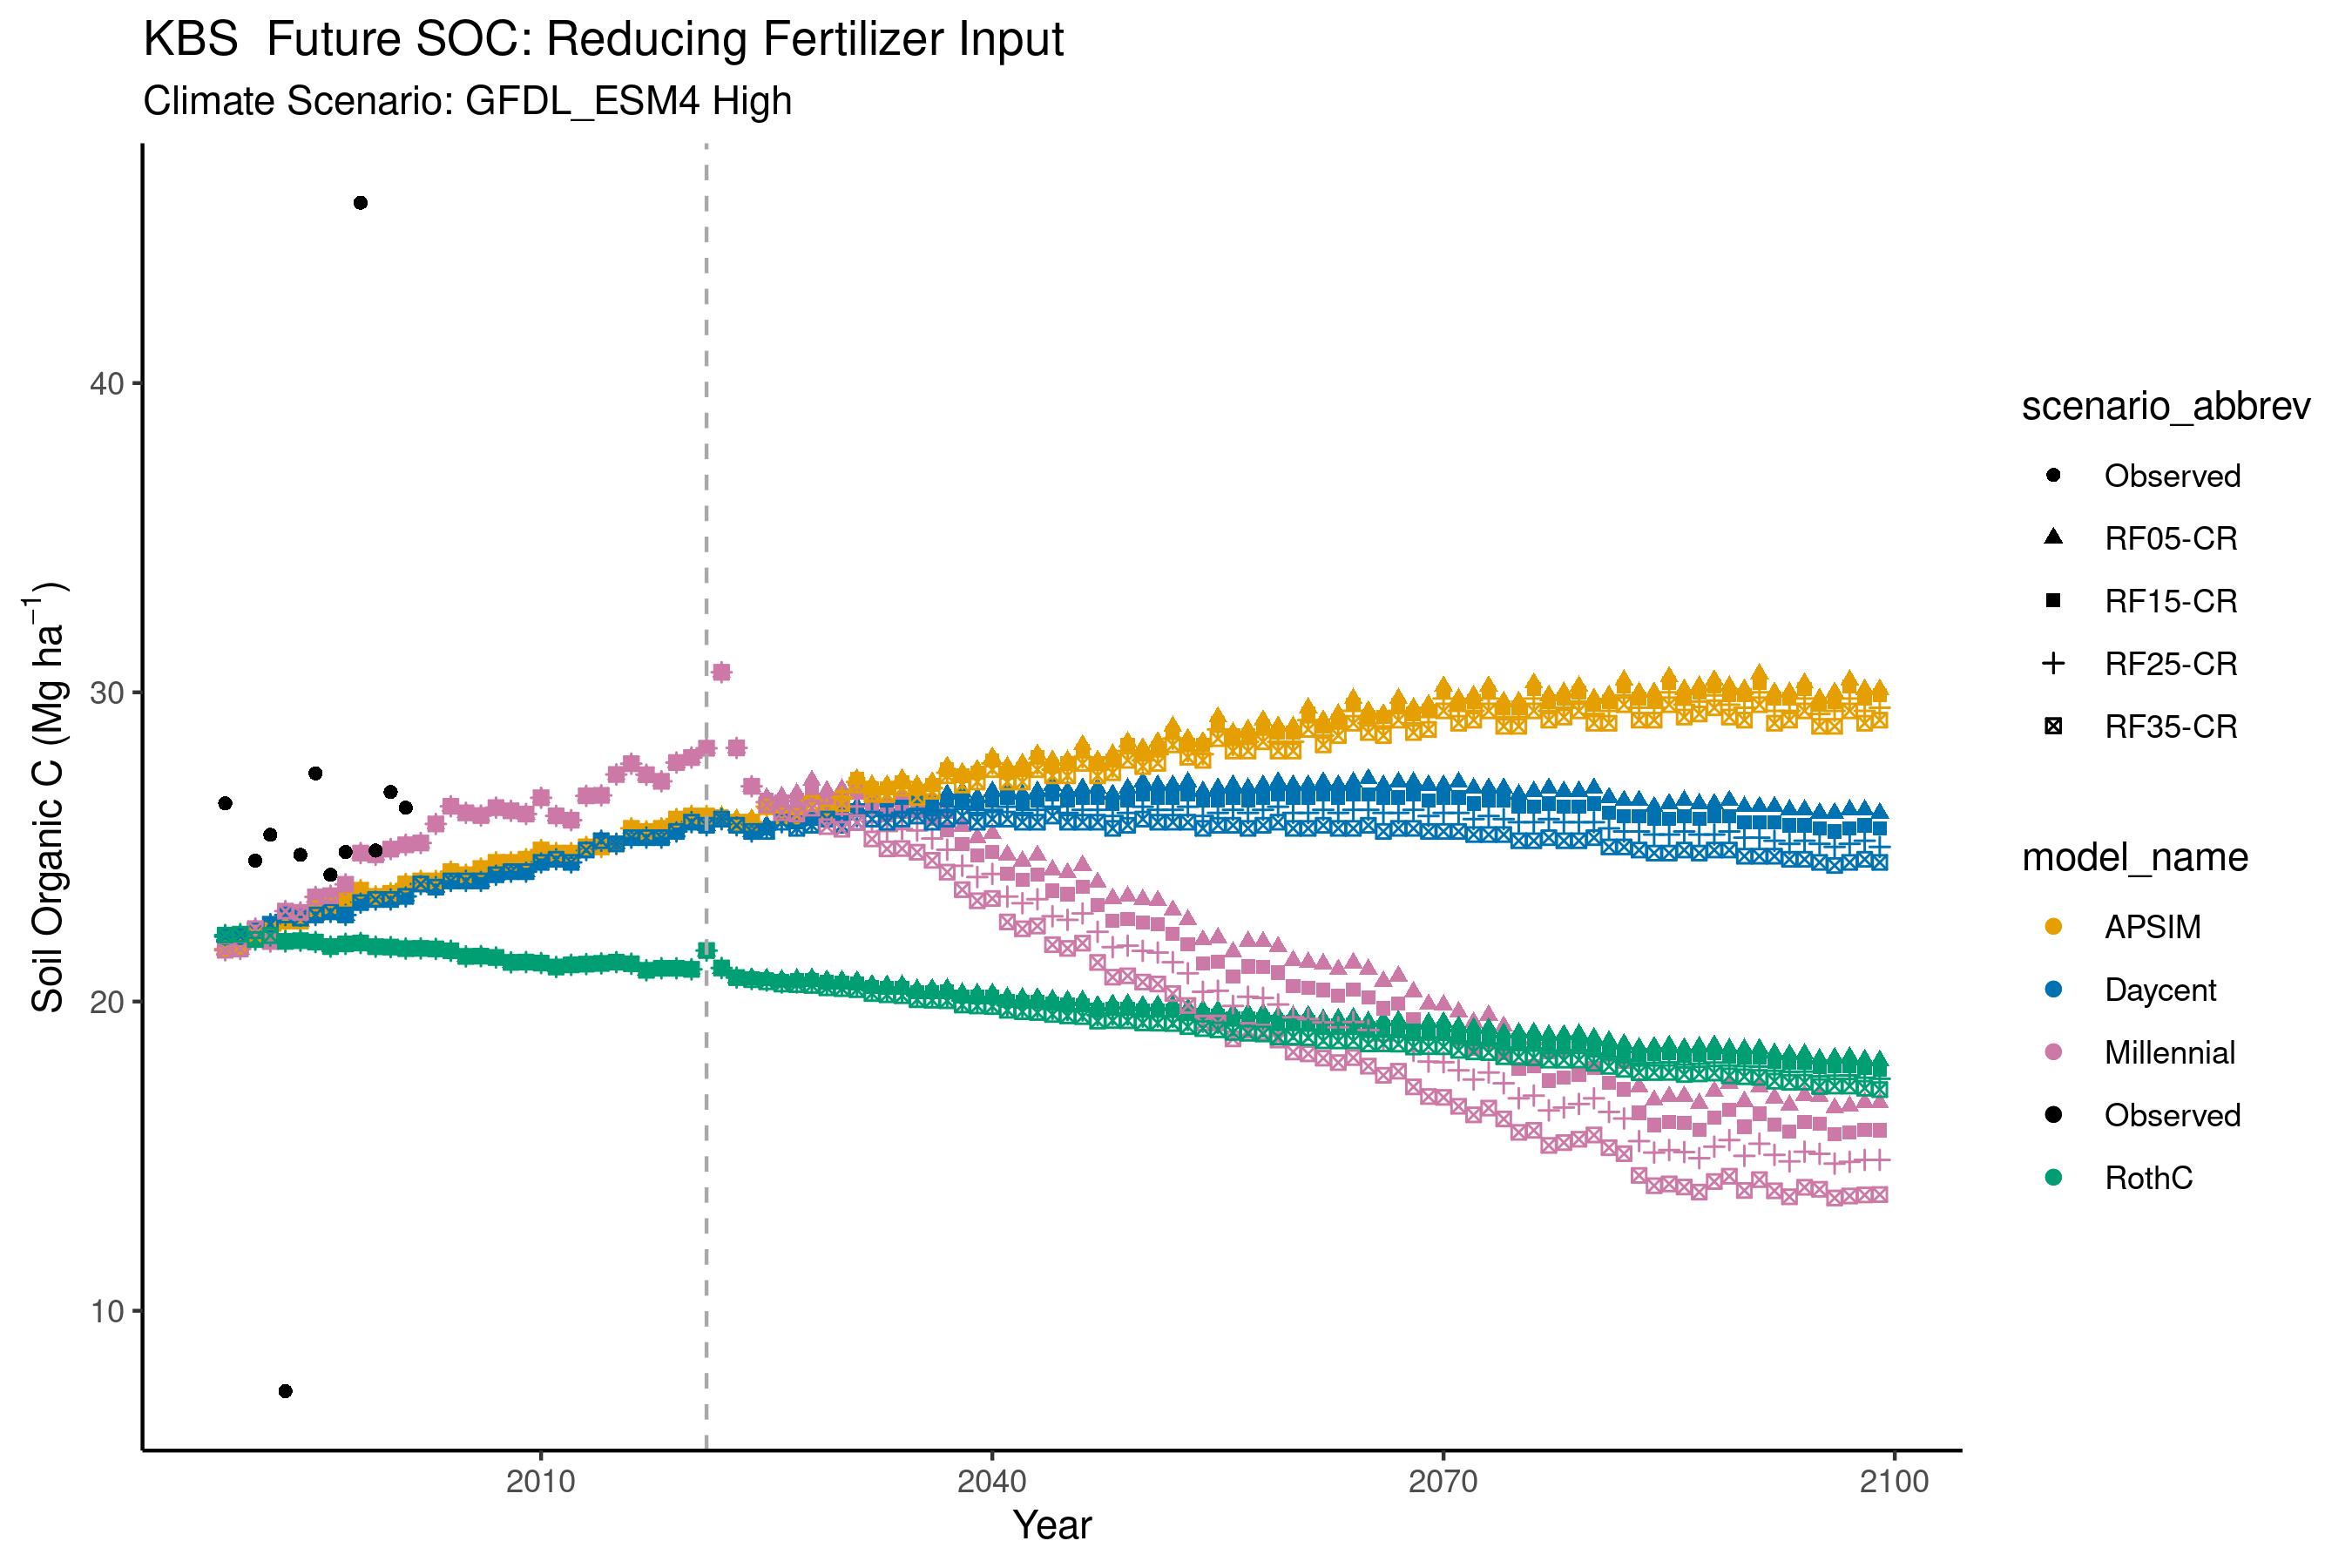 KBS  Future SOC: Reducing Fertilizer Input
Climate Scenario: GFDL_ESM4 High
Soil Organic C (Mg ha⁻¹)
40
30
20
10
2010
2040
2070
2100
Year
scenario_abbrev
Observed
RF05-CR
RF15-CR
RF25-CR
RF35-CR
model_name
APSIM
Daycent
Millennial
Observed
RothC